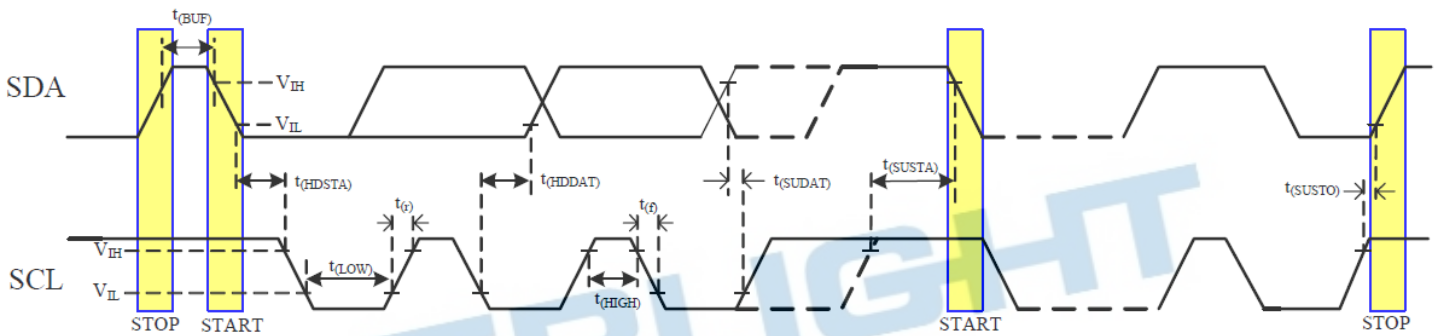 t(BUF)
SDA
VIH
VIL
t(HDSTA)
t(HDDAT)
t(SUDAT)
t(SUSTA)
t(SUSTO)
t(r)
t(f)
VIH
SCL
t(LOW)
t(HIGH)
VIL
STOP
START
START
STOP